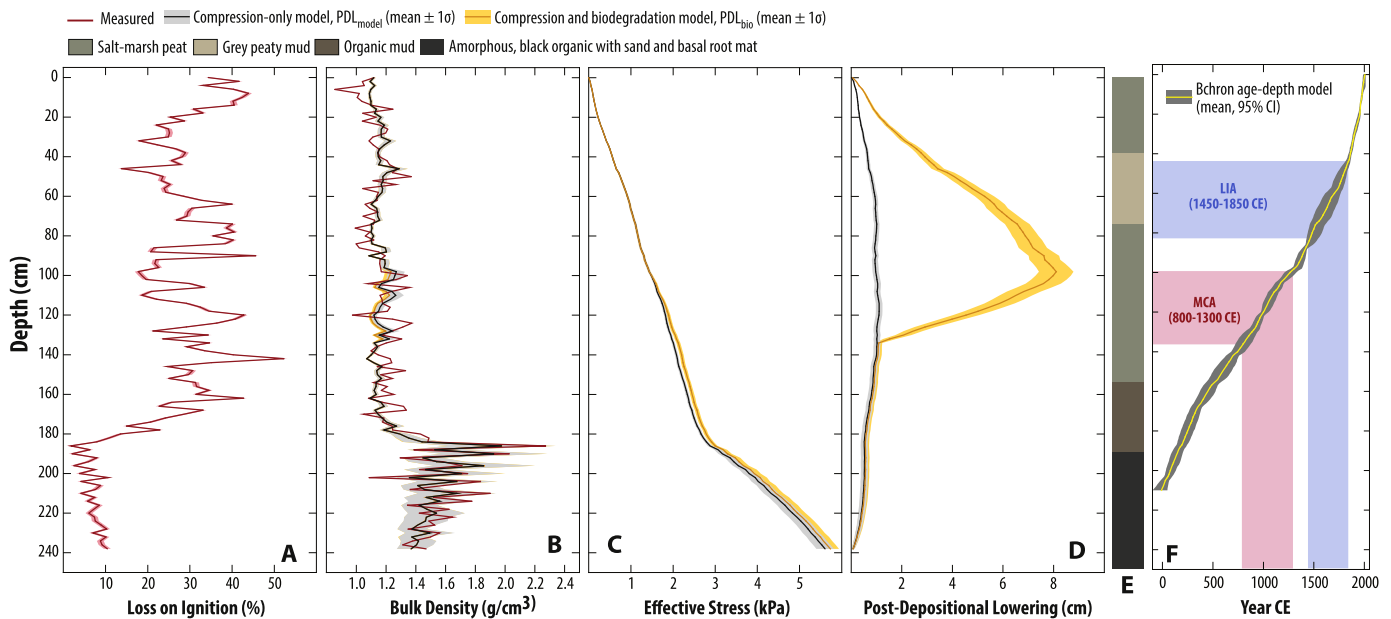 Measured
Compression-only model, PDLmodel (mean ± 1σ)
Compression and biodegradation model, PDLbio (mean ± 1σ)
Salt-marsh peat
Grey peaty mud
Organic mud
Amorphous, black organic with sand and basal root mat
Depth (cm)
0
20
40
60
80
100
120
140
160
180
200
220
240
A
10 20 30 40 50
Loss on Ignition (%)
B
1.0 1.2 1.4 1.6 1.8 2.0 2.2 2.4
Bulk Density (g/cm3)
C
1 2 3 4 5
Effective Stress (kPa)
D
2 4 6 8
Post-Depositional Lowering (cm)
E
Bchron age-depth model
(mean, 95% CI)
LIA
(1450-1850 CE)
MCA
(800-1300 CE)
F
0 500 1000 1500 2000
Year CE